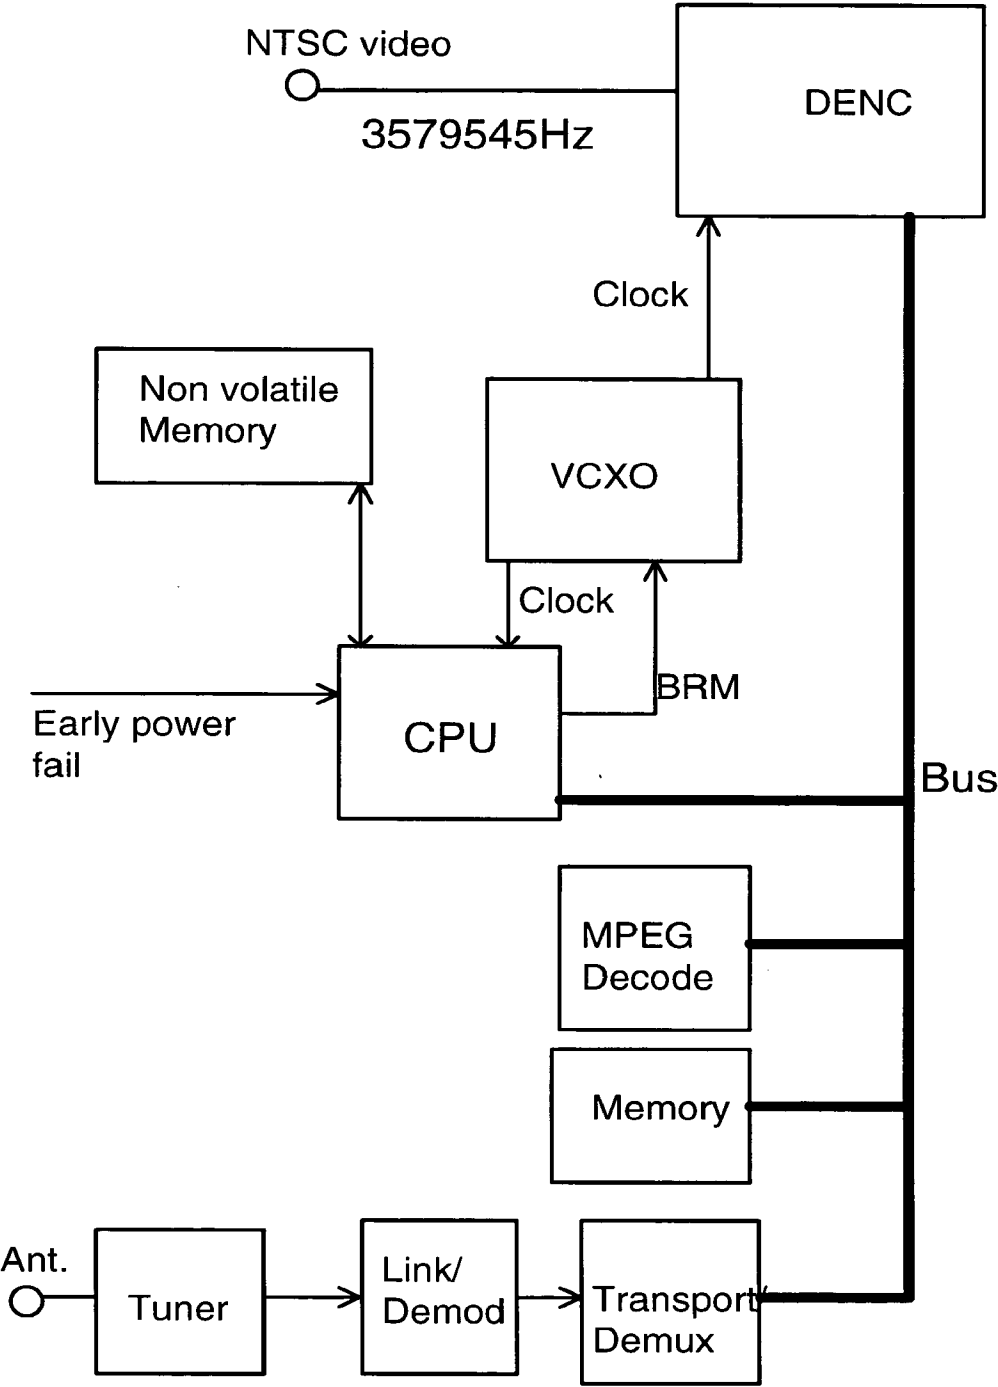 NTSC video
DENC
3579545Hz
Clock
Non volatile
Memory
VCXO
Clock
BRM
Early power
fail
CPU
Bus
MPEG
Decode
Memory
Ant.
Tuner
Link/
Demod
Transport/
Demux